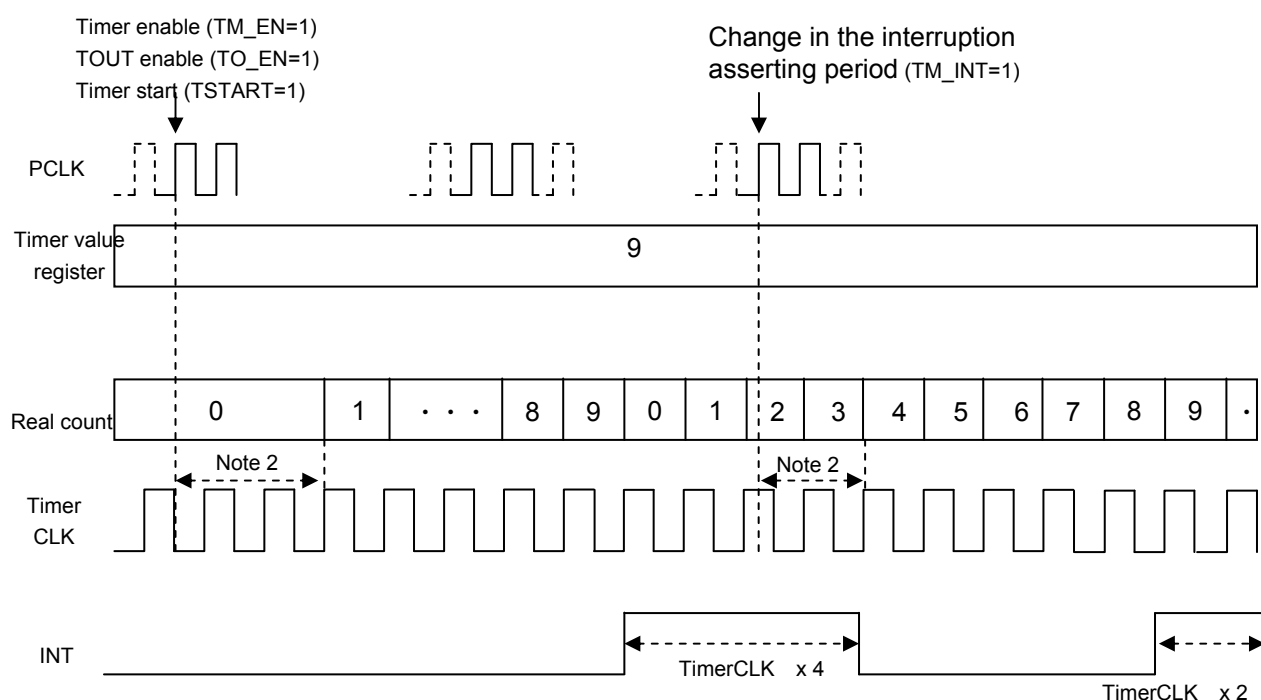 Timer enable (TM_EN=1)
TOUT enable (TO_EN=1)
Timer start (TSTART=1)
Change in the interruption
asserting period (TM_INT=1)
PCLK
Timer value
register
9
Real count
0 1 · · · 8 9 0 1 2 3 4 5 6 7 8 9 ·
Note 2
Note 2
Timer
CLK
INT
TimerCLK x 4
TimerCLK x 2